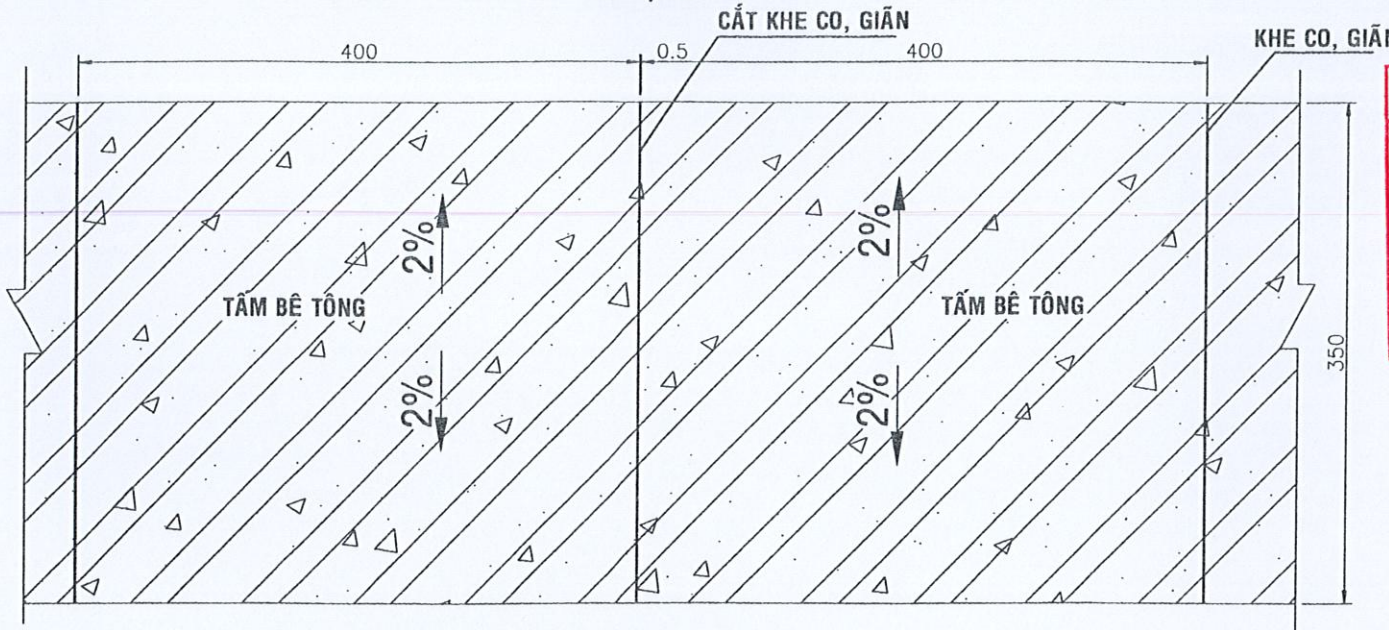 CẮT KHE CO, GIÃN
KHE CO, GIÃN
400
0.5
400
2%
2%
TẤM BÊ TÔNG
TẤM BÊ TÔNG
350
2%
2%